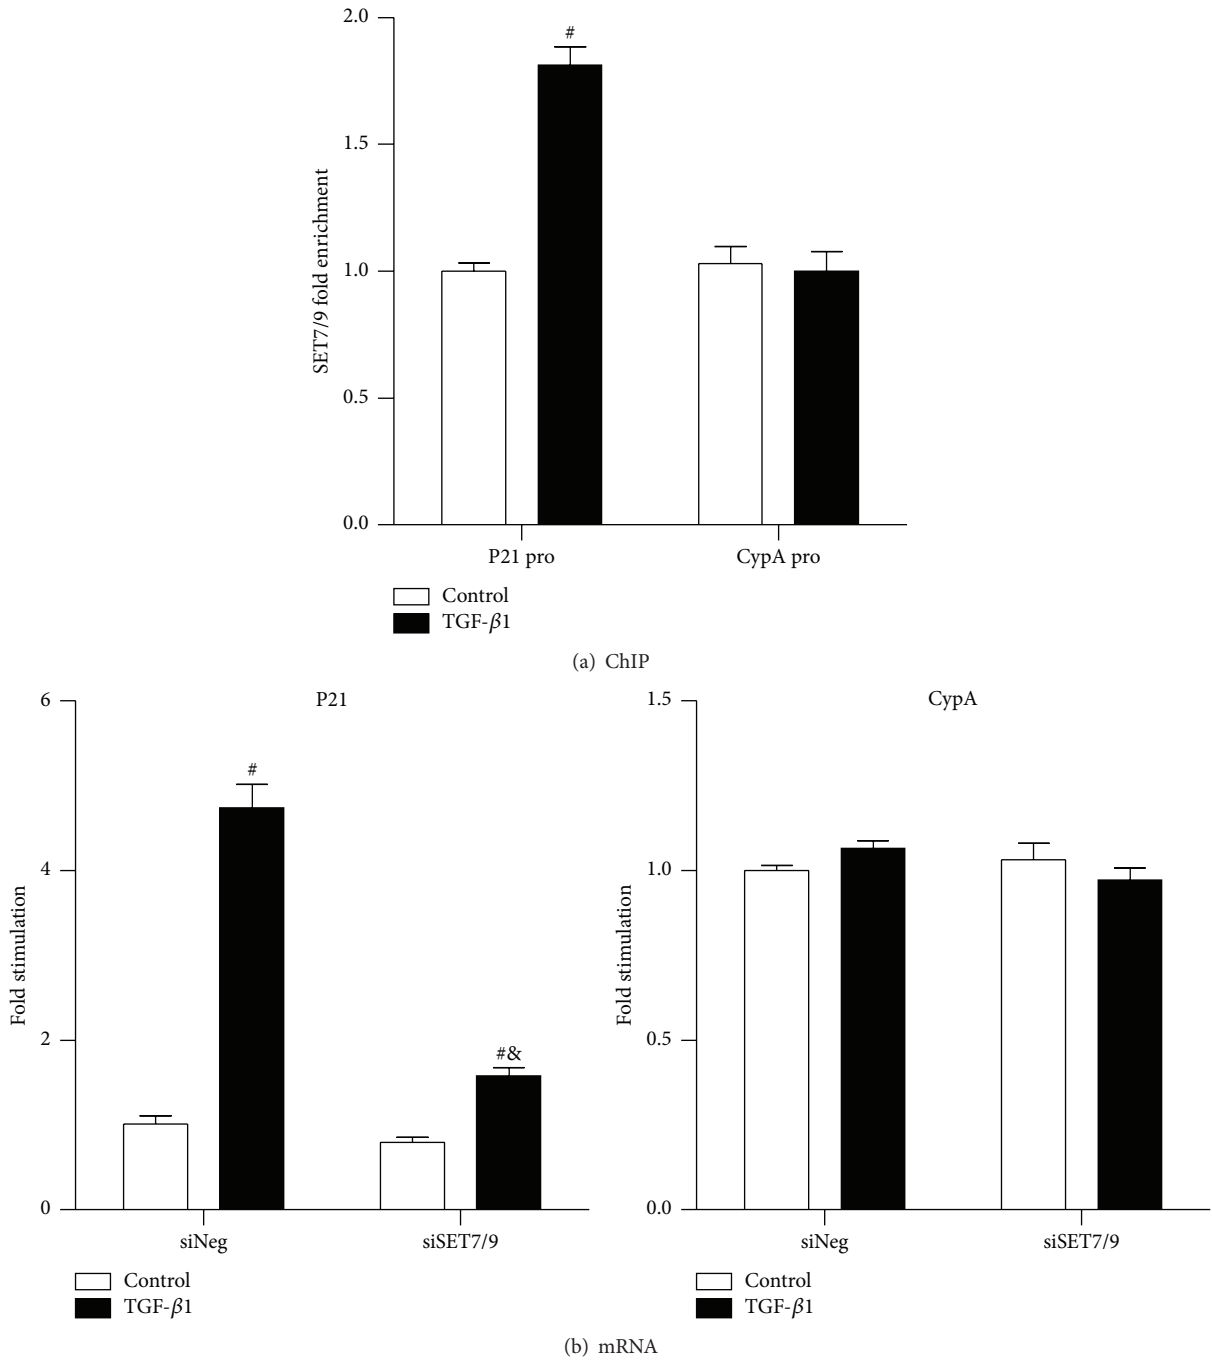 2.0
#
1.5
SET7/9 fold enrichment
1.0
0.5
0.0
P21 pro CypA pro
Control
TGF-β1
(a) ChIP
P21
6
#
4
Fold stimulation
2
#&
0
siNeg siSET7/9
Control
TGF-β1
CypA
1.5
1.0
Fold stimulation
0.5
0.0
siNeg siSET7/9
Control
TGF-β1
(b) mRNA